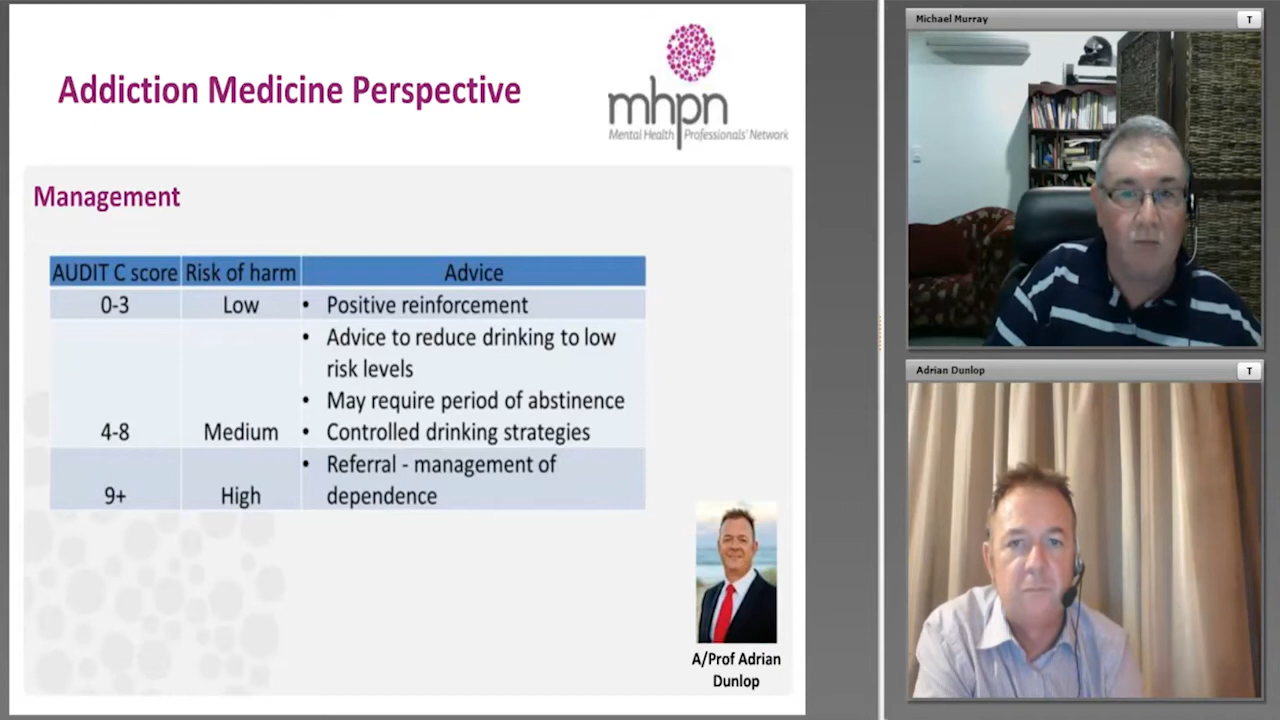 Addiction Medicine Perspective
mhpn
Mental Health Professionals' Network
Management
AUDIT C score Risk of harm Advice
0-3 Low • Positive reinforcement
• Advice to reduce drinking to low
risk levels
• May require period of abstinence
4-8 Medium • Controlled drinking strategies
• Referral - management of
9+ High dependence
A/Prof Adrian
Dunlop
Michael Murray T
Adrian Dunlop T